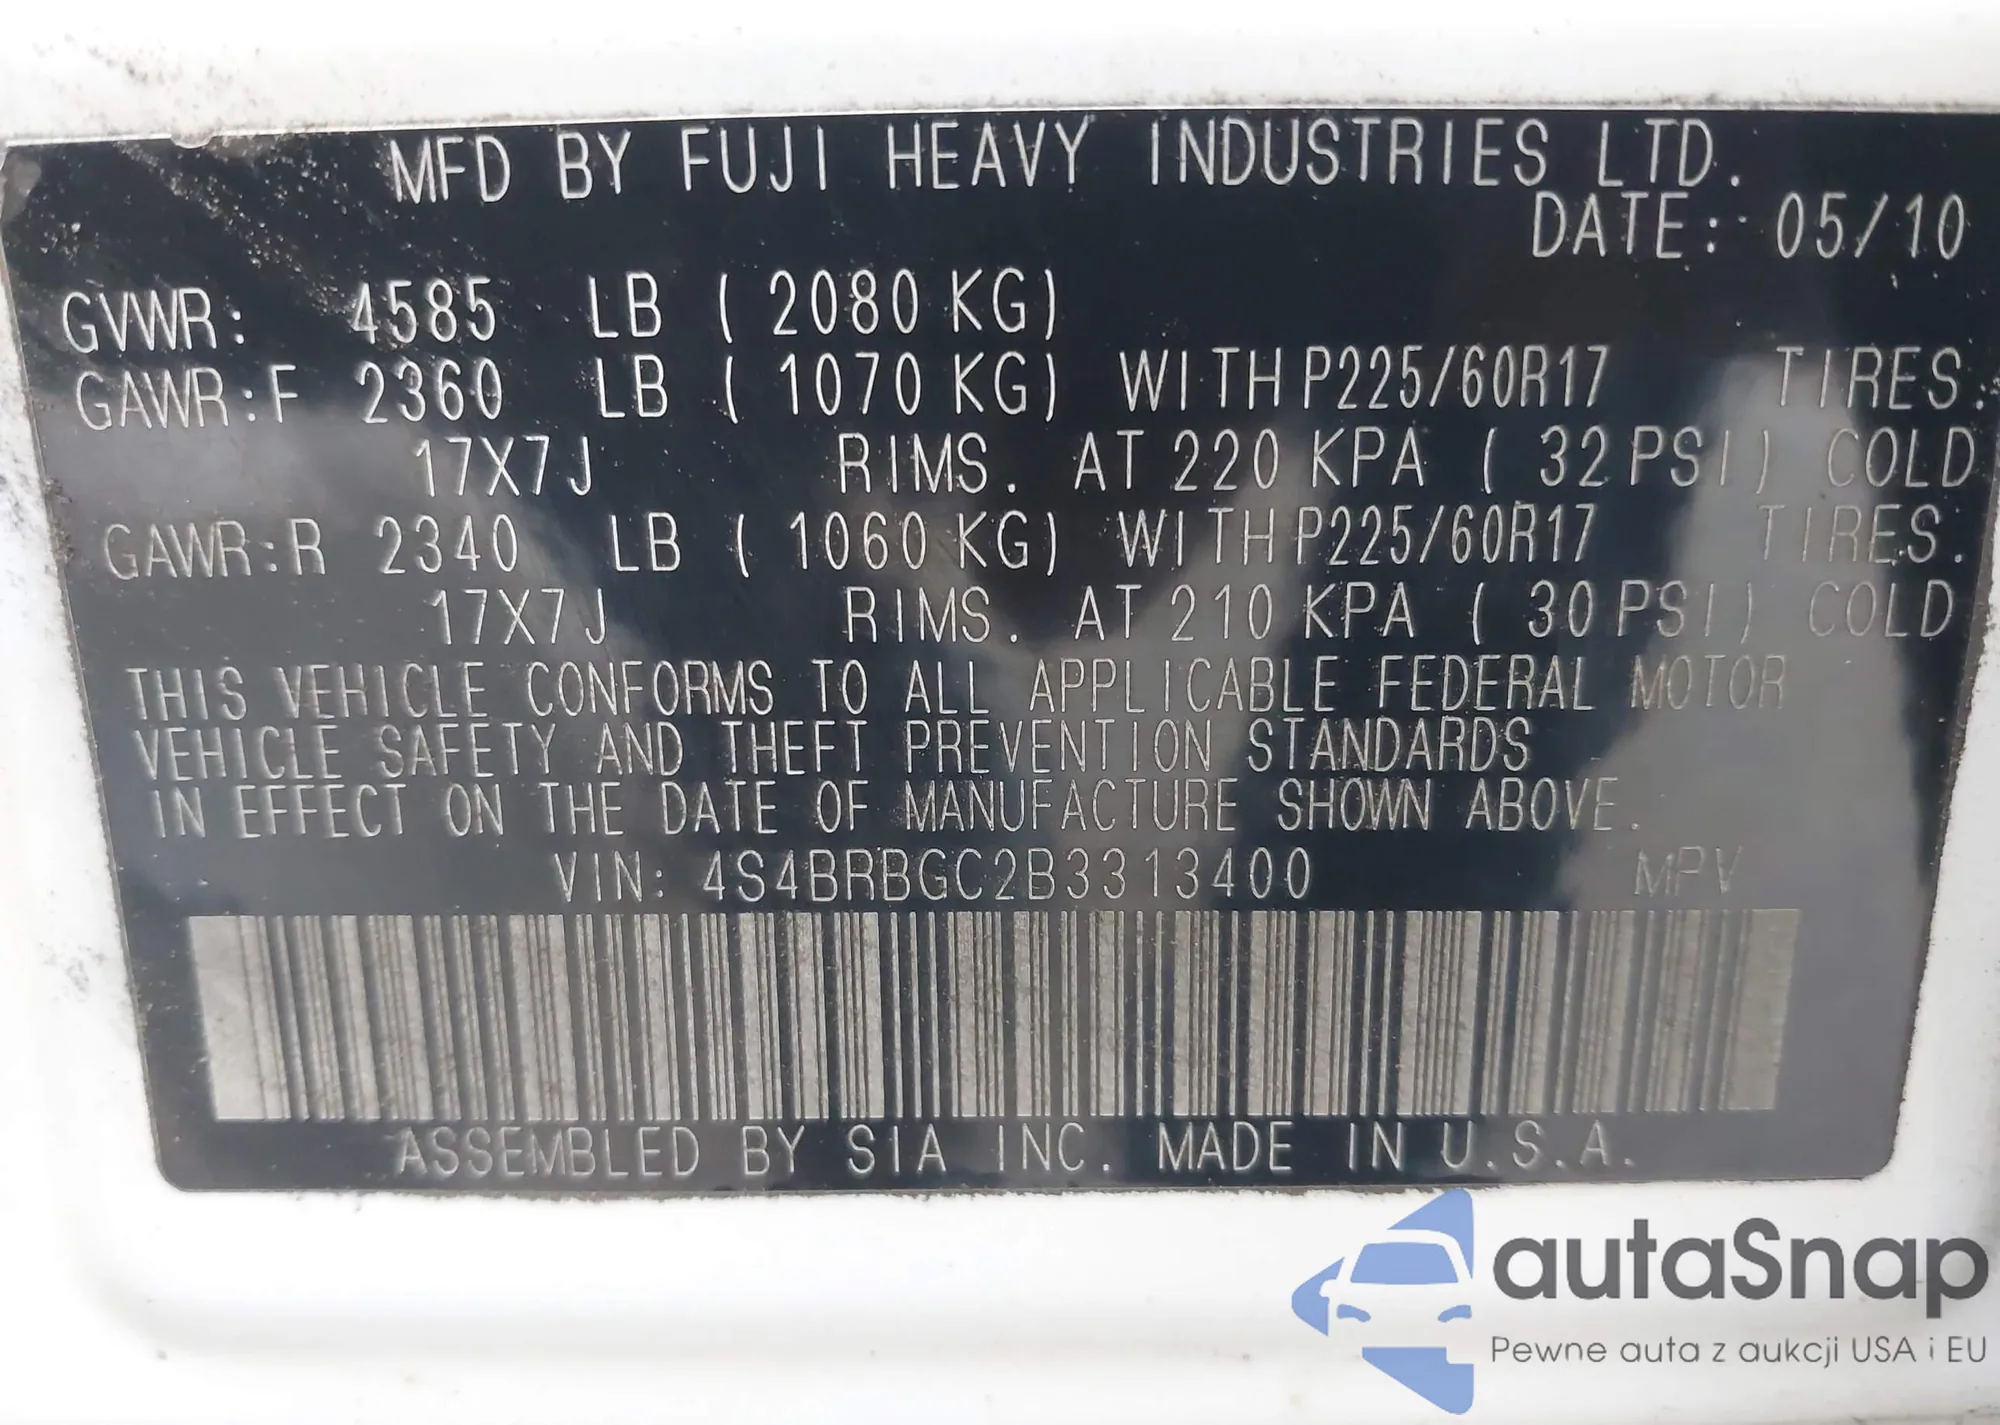 MFD BY FUJI HEAVY INDUSTRIES LTD.
DATE: 05/10
GVWR: 4585 LB ( 2080 KG)
GAWR:F 2360 LB ( 1070 KG) WITH P225/60R17 TIRES.
17X7J RIMS. AT 220 KPA ( 32 PSI) COLD
GAWR:R 2340 LB ( 1060 KG) WITH P225/60R17 TIRES.
17X7J RIMS. AT 210 KPA ( 30 PSI) COLD
THIS VEHICLE CONFORMS TO ALL APPLICABLE FEDERAL MOTOR
VEHICLE SAFETY AND THEFT PREVENTION STANDARDS
IN EFFECT ON THE DATE OF MANUFACTURE SHOWN ABOVE.
VIN: 4S4BRBGC2B3313400 MPV
ASSEMBLED BY SIA INC. MADE IN U.S.A.
autaSnap
Pewne auta z aukcji USA i EU